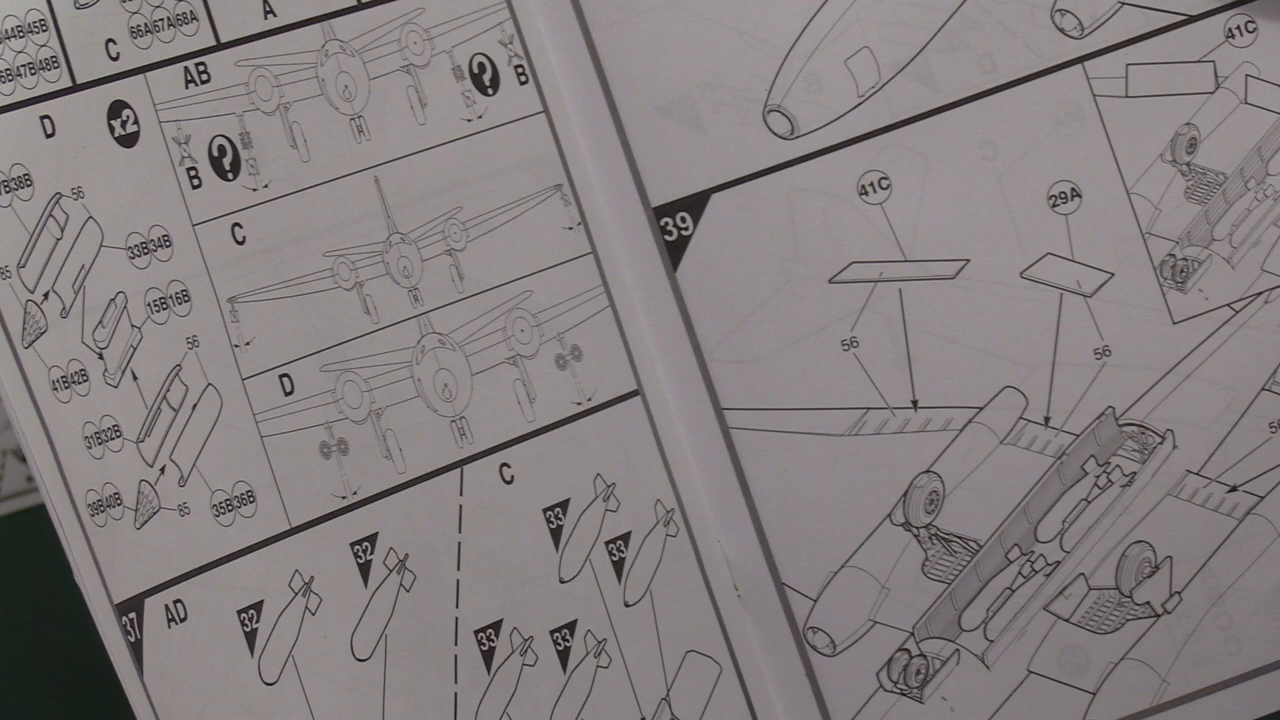 44B 45B
47B 48B
C
66A 67A 68A
A
D
x2
AB
?
B
B
?
38B
56
33B 34B
85
15B 16B
41B 42B
56
31B 32B
39B 40B
85
35B 36B
C
D
37
AD
32
32
C
33
33
33
33
41C
39
41C
29A
56
56